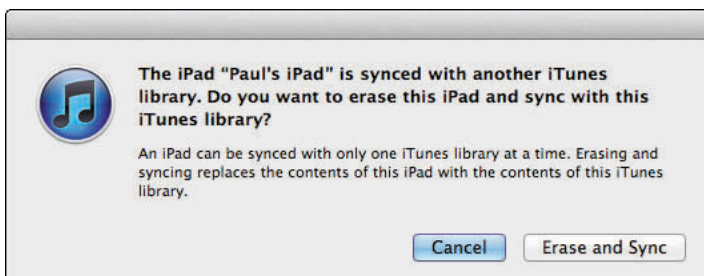 The iPad “Paul’s iPad” is synced with another iTunes
library. Do you want to erase this iPad and sync with this
iTunes library?
An iPad can be synced with only one iTunes library at a time. Erasing and
syncing replaces the contents of this iPad with the contents of this iTunes
library.
Cancel Erase and Sync